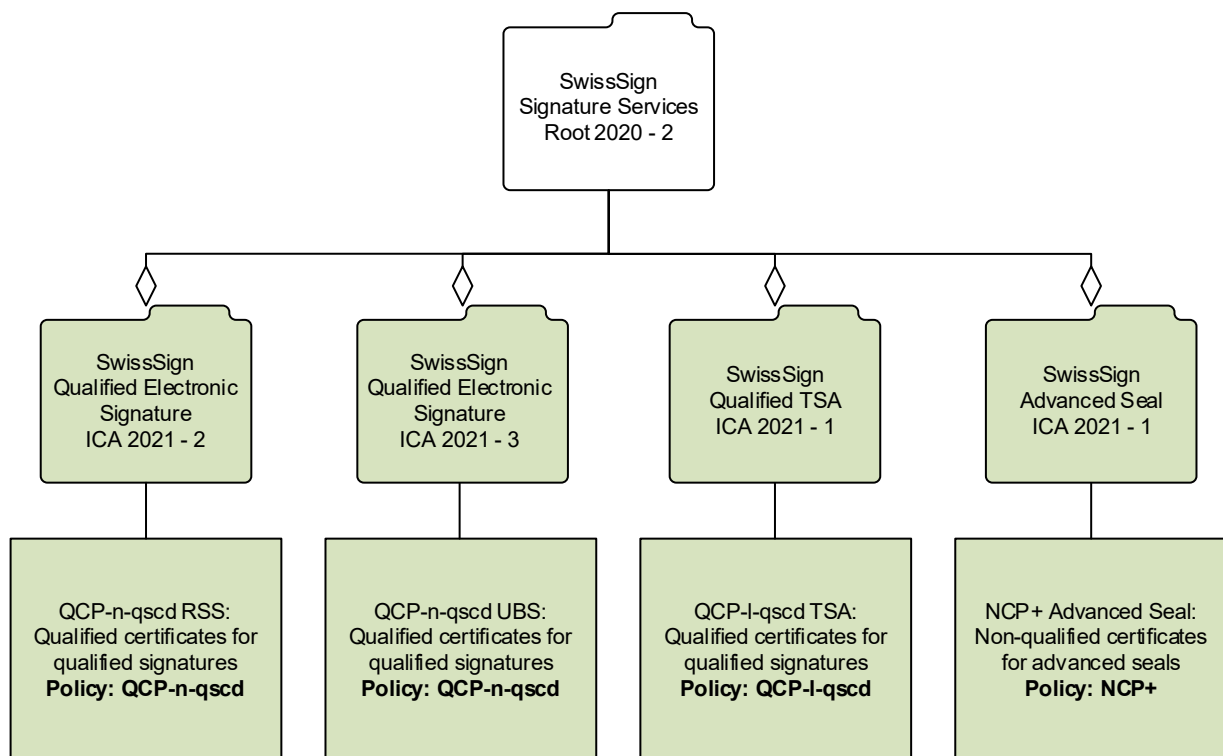 SwissSign
Signature Services
Root 2020 - 2
SwissSign
Qualified Electronic
Signature
ICA 2021 - 2
SwissSign
Qualified Electronic
Signature
ICA 2021 - 3
SwissSign
Qualified TSA
ICA 2021 - 1
SwissSign
Advanced Seal
ICA 2021 - 1
QCP-n-qscd RSS:
Qualified certificates for
qualified signatures
Policy: QCP-n-qscd
QCP-n-qscd UBS:
Qualified certificates for
qualified signatures
Policy: QCP-n-qscd
QCP-l-qscd TSA:
Qualified certificates for
qualified signatures
Policy: QCP-l-qscd
NCP+ Advanced Seal:
Non-qualified certificates
for advanced seals
Policy: NCP+